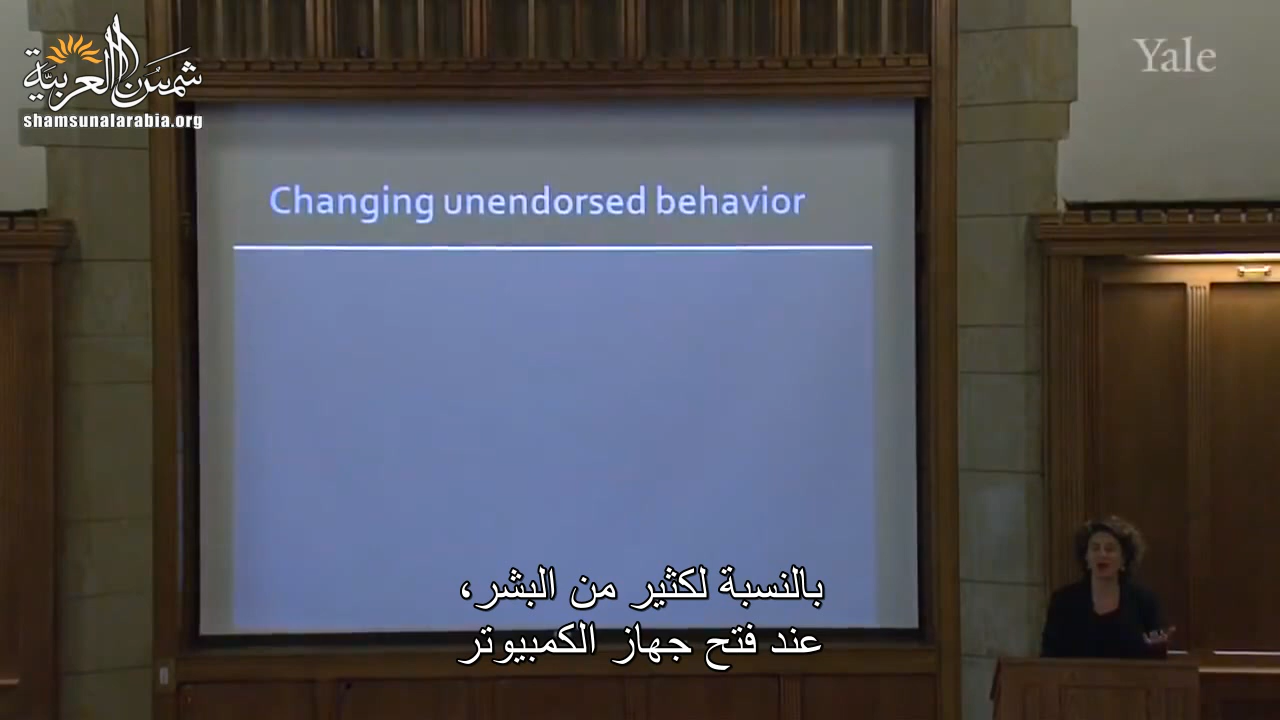 شمس العربية
shamsunalarabia.org
Yale
Changing unendorsed behavior
بالنسبة لكثير من البشر،
عند فتح جهاز الكمبيوتر